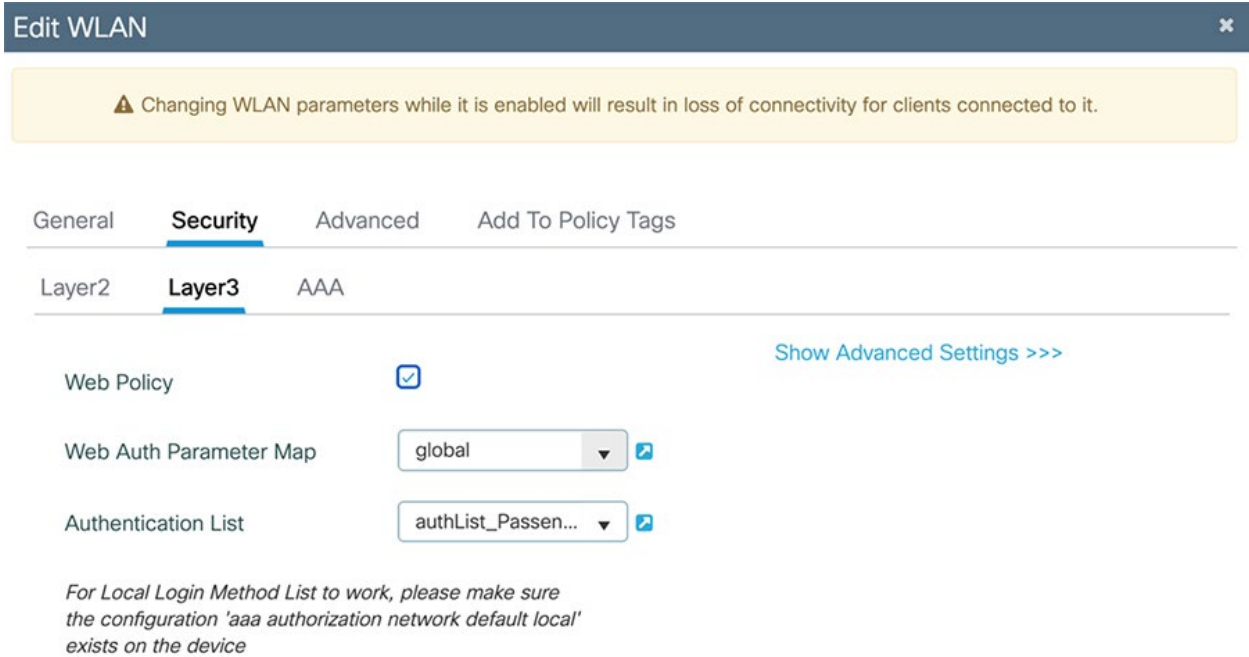 Edit WLAN
Changing WLAN parameters while it is enabled will result in loss of connectivity for clients connected to it.
General Security Advanced Add To Policy Tags
Layer2 Layer3 AAA
Show Advanced Settings >>>
Web Policy
Web Auth Parameter Map global
Authentication List authList_Passen...
For Local Login Method List to work, please make sure
the configuration 'aaa authorization network default local'
exists on the device